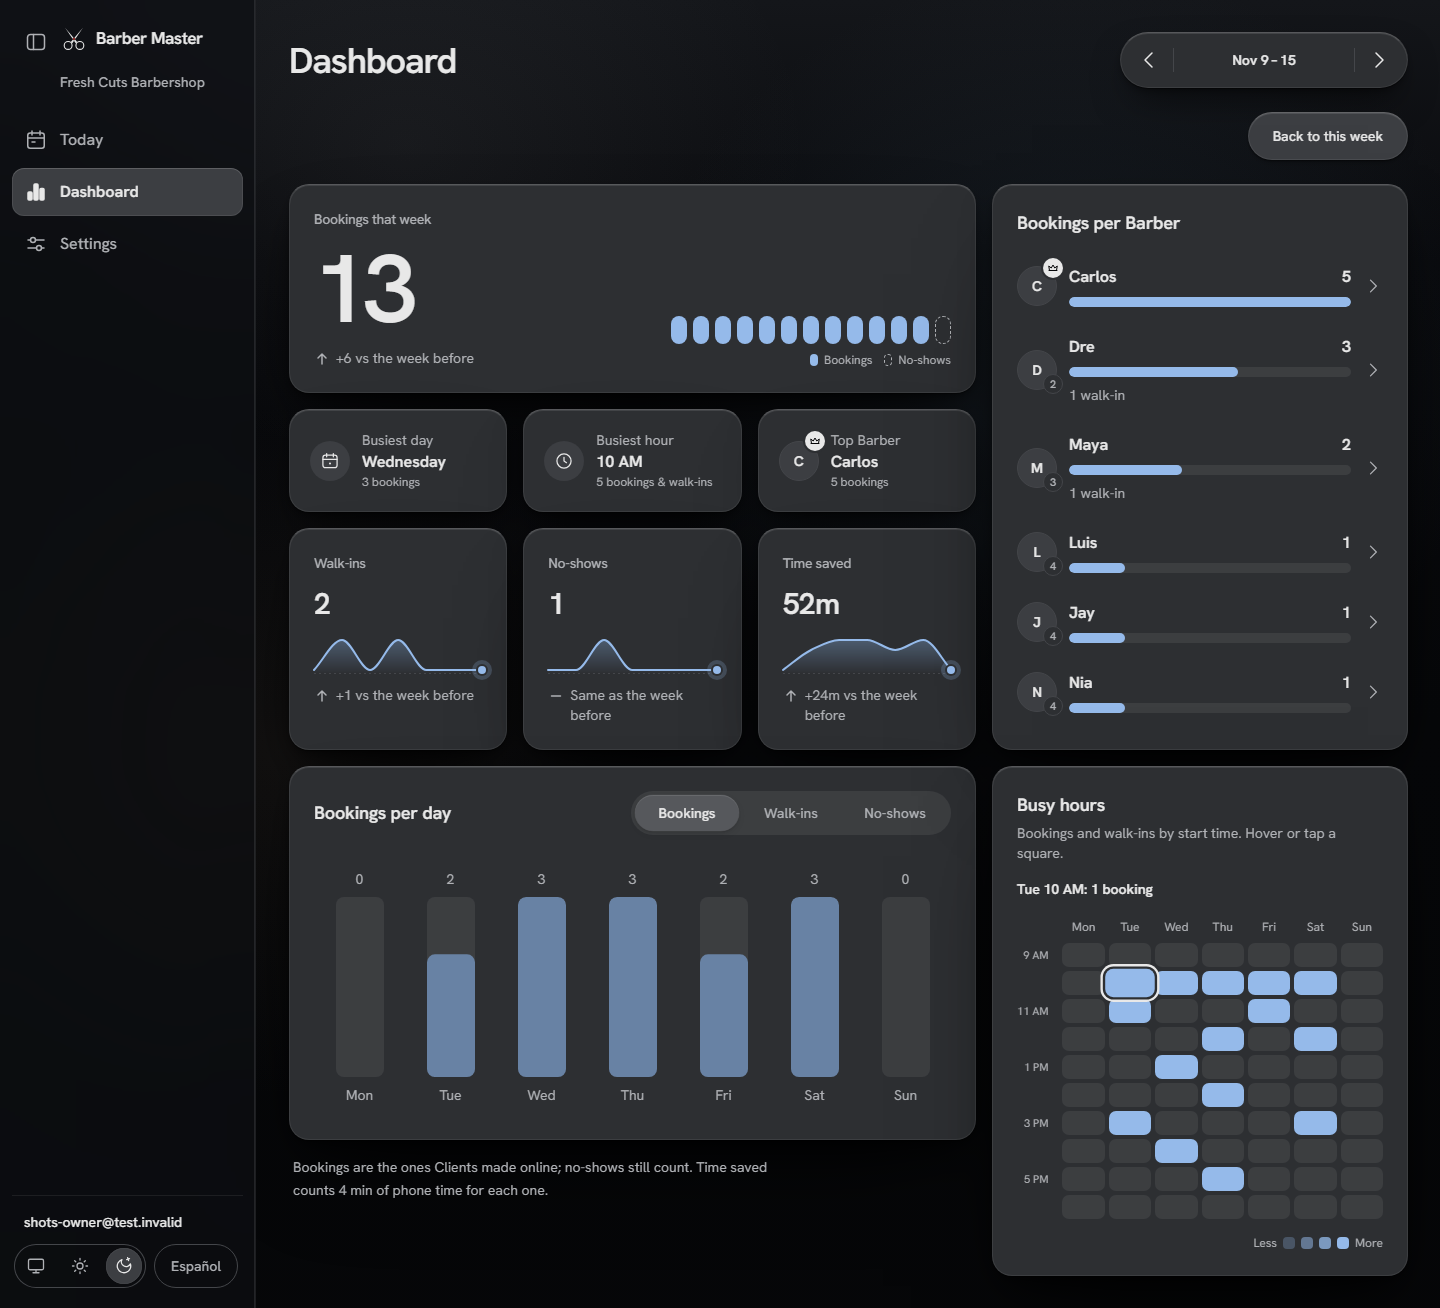 Barber Master
Fresh Cuts Barbershop
Today
Dashboard
Settings
shots-owner@test.invalid
Español
Dashboard
Nov 9 – 15
Back to this week
Bookings that week
13
+6 vs the week before
Bookings
No-shows
Busiest day
Wednesday
3 bookings
Busiest hour
10 AM
5 bookings & walk-ins
C
Top Barber
Carlos
5 bookings
Walk-ins
2
+1 vs the week before
No-shows
1
Same as the week
before
Time saved
52m
+24m vs the week
before
Bookings per Barber
C
Carlos
5
D
2
Dre
3
1 walk-in
M
3
Maya
2
1 walk-in
L
4
Luis
1
J
4
Jay
1
N
4
Nia
1
Bookings per day
Bookings
Walk-ins
No-shows
0 2 3 3 2 3 0
Mon Tue Wed Thu Fri Sat Sun
Bookings are the ones Clients made online; no-shows still count. Time saved
counts 4 min of phone time for each one.
Busy hours
Bookings and walk-ins by start time. Hover or tap a
square.
Tue 10 AM: 1 booking
Mon Tue Wed Thu Fri Sat Sun
9 AM
11 AM
1 PM
3 PM
5 PM
Less
More